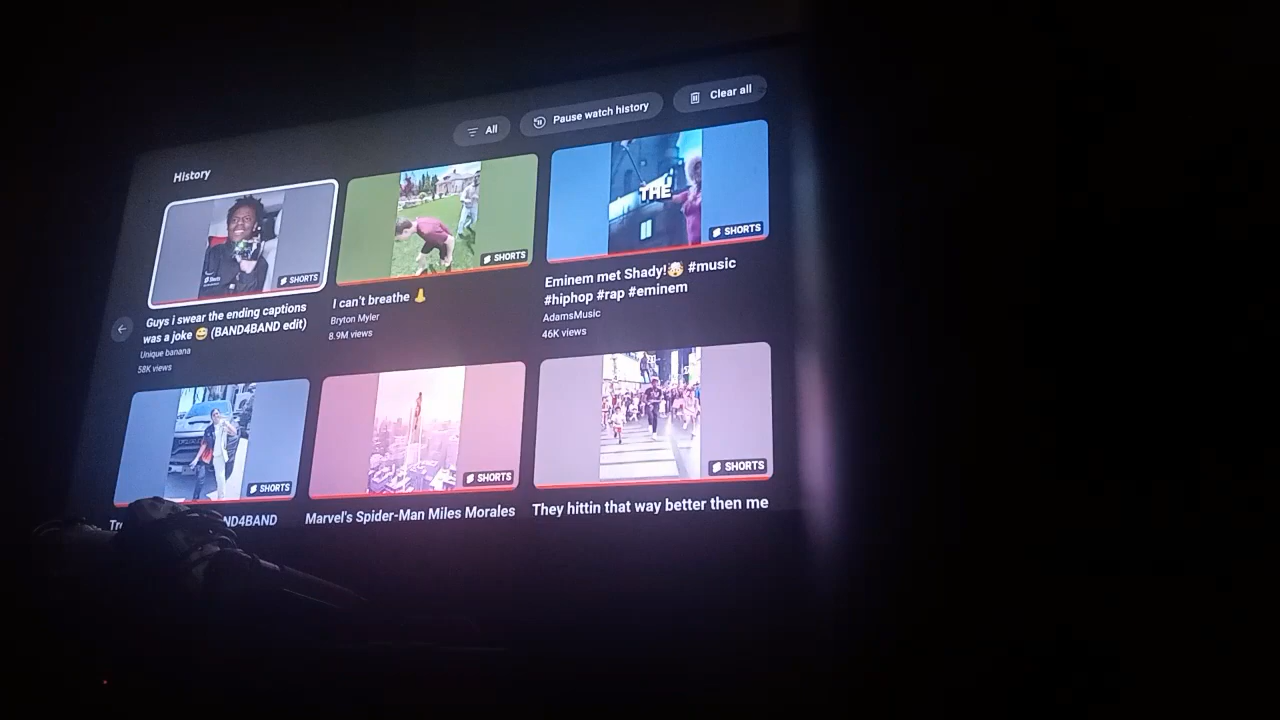 All
Pause watch history
Clear all
History
SHORTS
SHORTS
THE
SHORTS
Guys i swear the ending captions
was a joke 😅 (BAND4BAND edit)
Unique banana
58K views
I can't breathe 👃
Bryton Myler
8.9M views
Eminem met Shady!🤯 #music
#hiphop #rap #eminem
AdamsMusic
46K views
SHORTS
SHORTS
SHORTS
Marvel's Spider-Man Miles Morales
They hittin that way better then me